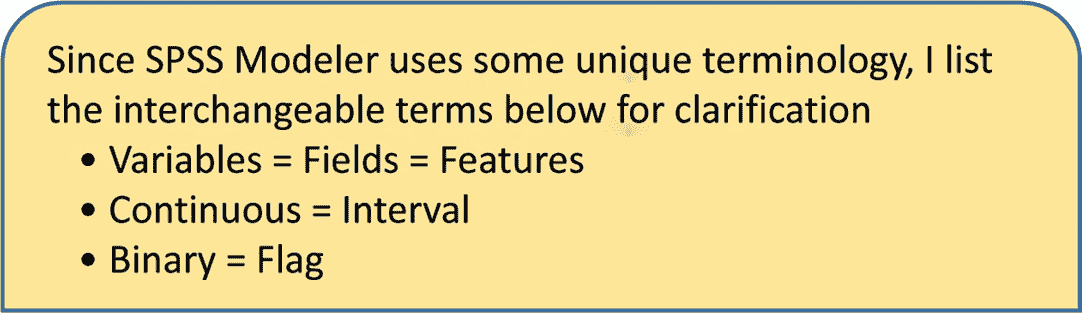 Since SPSS Modeler uses some unique terminology, I list
the interchangeable terms below for clarification
• Variables = Fields = Features
• Continuous = Interval
• Binary = Flag